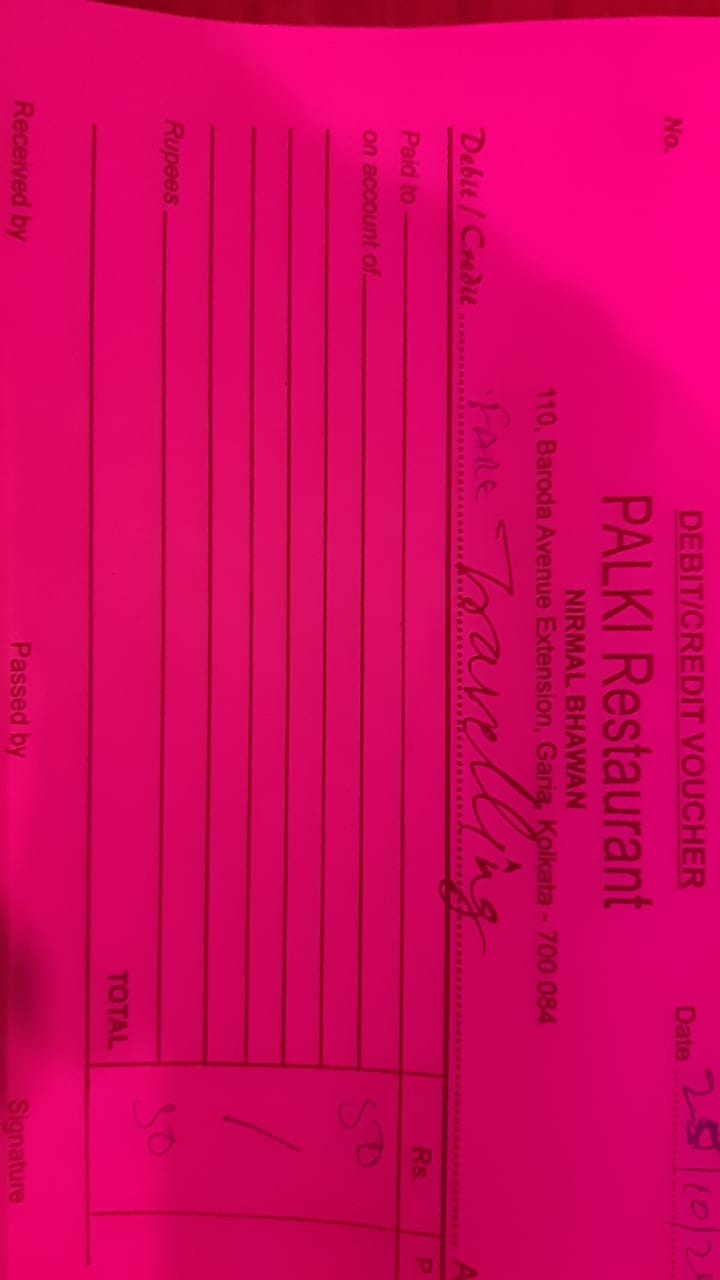 DEBIT/CREDIT VOUCHER
No.
Date 28/10/2
PALKI Restaurant
NIRMAL BHAWAN
110, Baroda Avenue Extension, Garia, Kolkata - 700 084
Debit / Credit Fare Travelling A
Paid to Rs. P
on account of 50
/
Rupees
TOTAL 50
Received by Passed by Signature